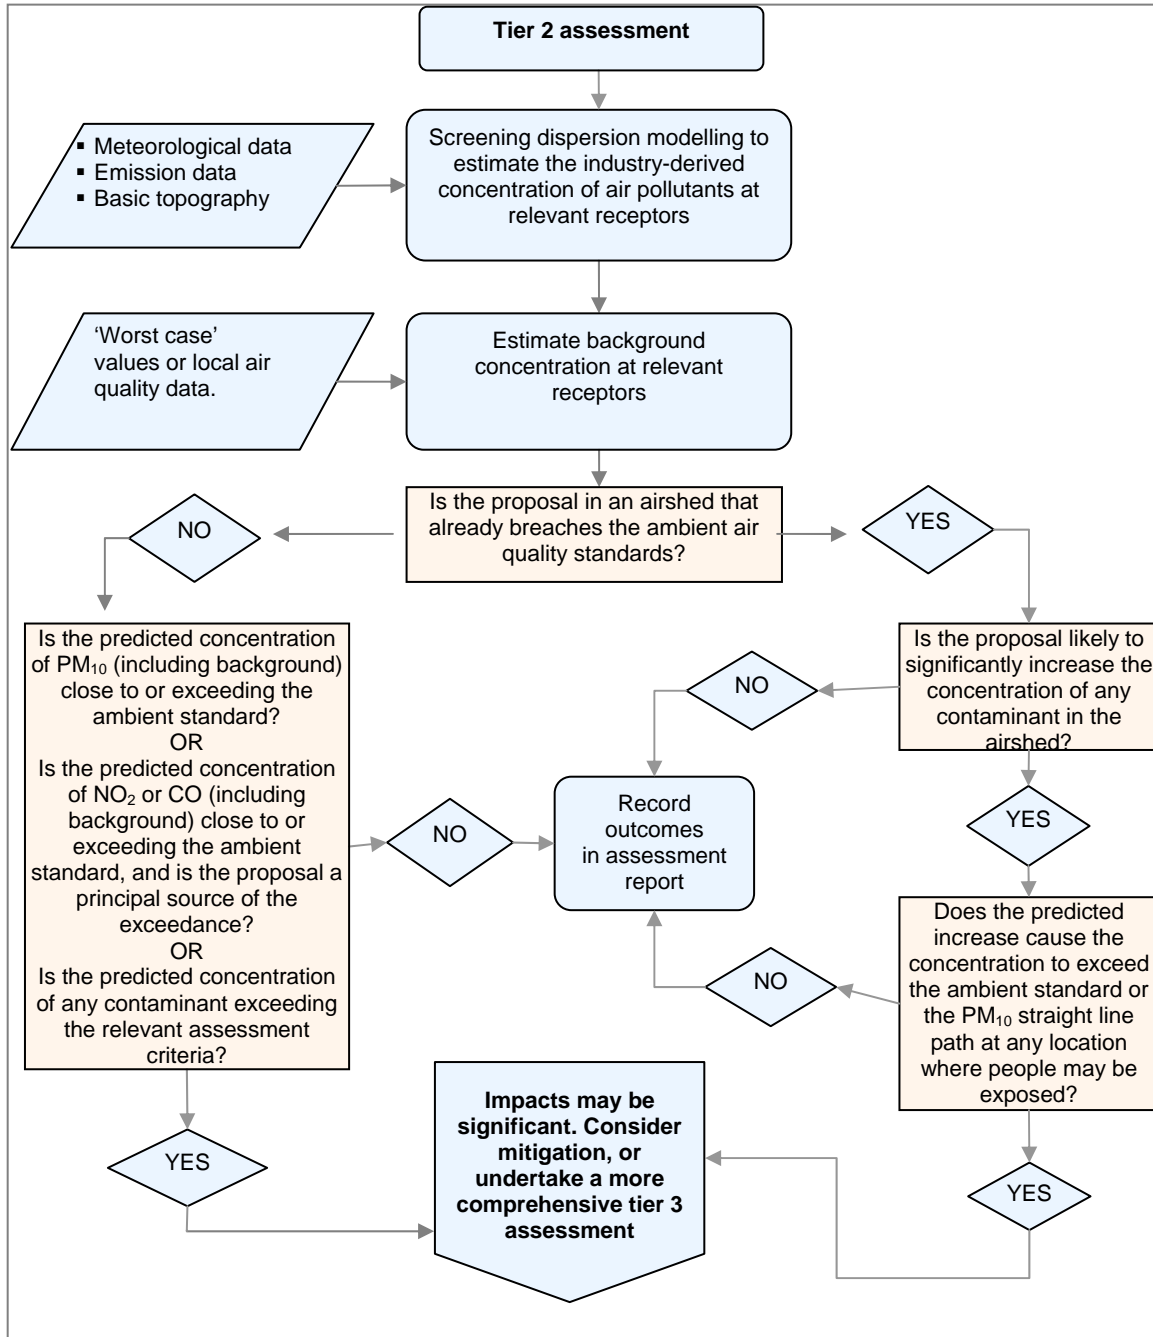 Tier 2 assessment
▪ Meteorological data
▪ Emission data
▪ Basic topography
Screening dispersion modelling to
estimate the industry-derived
concentration of air pollutants at
relevant receptors
‘Worst case’
values or local air
quality data.
Estimate background
concentration at relevant
receptors
Is the proposal in an airshed that
already breaches the ambient air
quality standards?
NO
YES
Is the predicted concentration
of PM₁₀ (including background)
close to or exceeding the
ambient standard?
OR
Is the predicted concentration
of NO₂ or CO (including
background) close to or
exceeding the ambient
standard, and is the proposal a
principal source of the
exceedance?
OR
Is the predicted concentration
of any contaminant exceeding
the relevant assessment
criteria?
Is the proposal likely to
significantly increase the
concentration of any
contaminant in the
airshed?
NO
YES
NO
Record
outcomes
in assessment
report
Does the predicted
increase cause the
concentration to exceed
the ambient standard or
the PM₁₀ straight line
path at any location
where people may be
exposed?
NO
YES
Impacts may be
significant. Consider
mitigation, or
undertake a more
comprehensive tier 3
assessment
YES